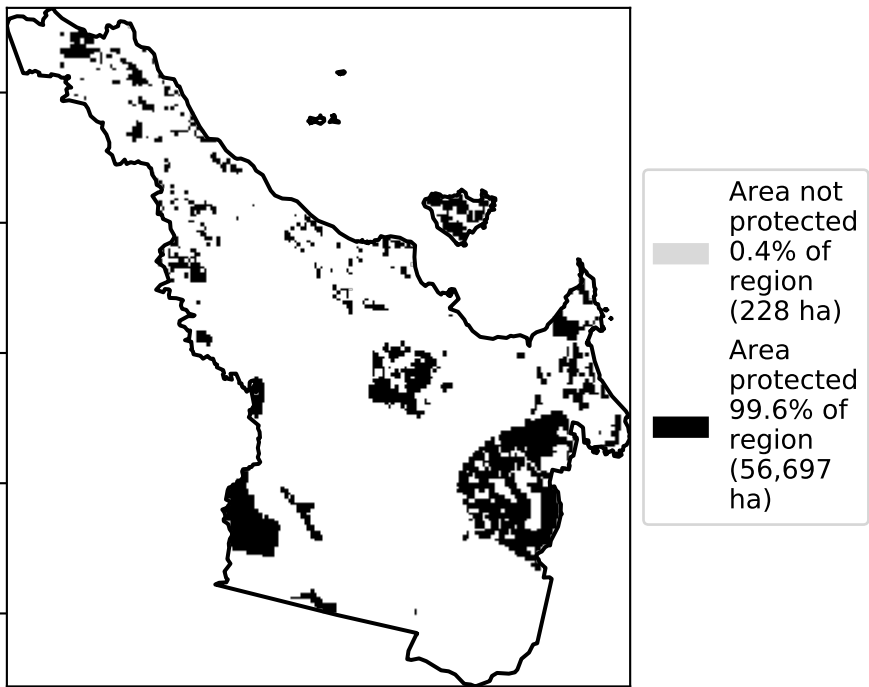 Area not
protected
0.4% of
region
(228 ha)
Area
protected
99.6% of
region
(56,697
ha)